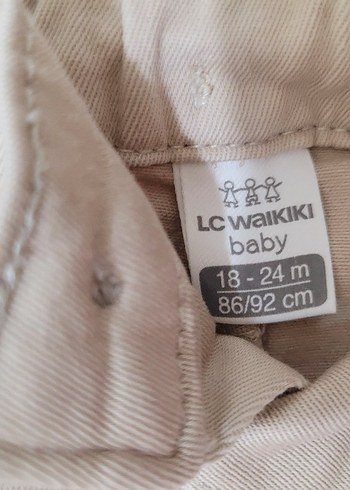 LC WAIKIKI
baby
18 - 24 m
86/92 cm